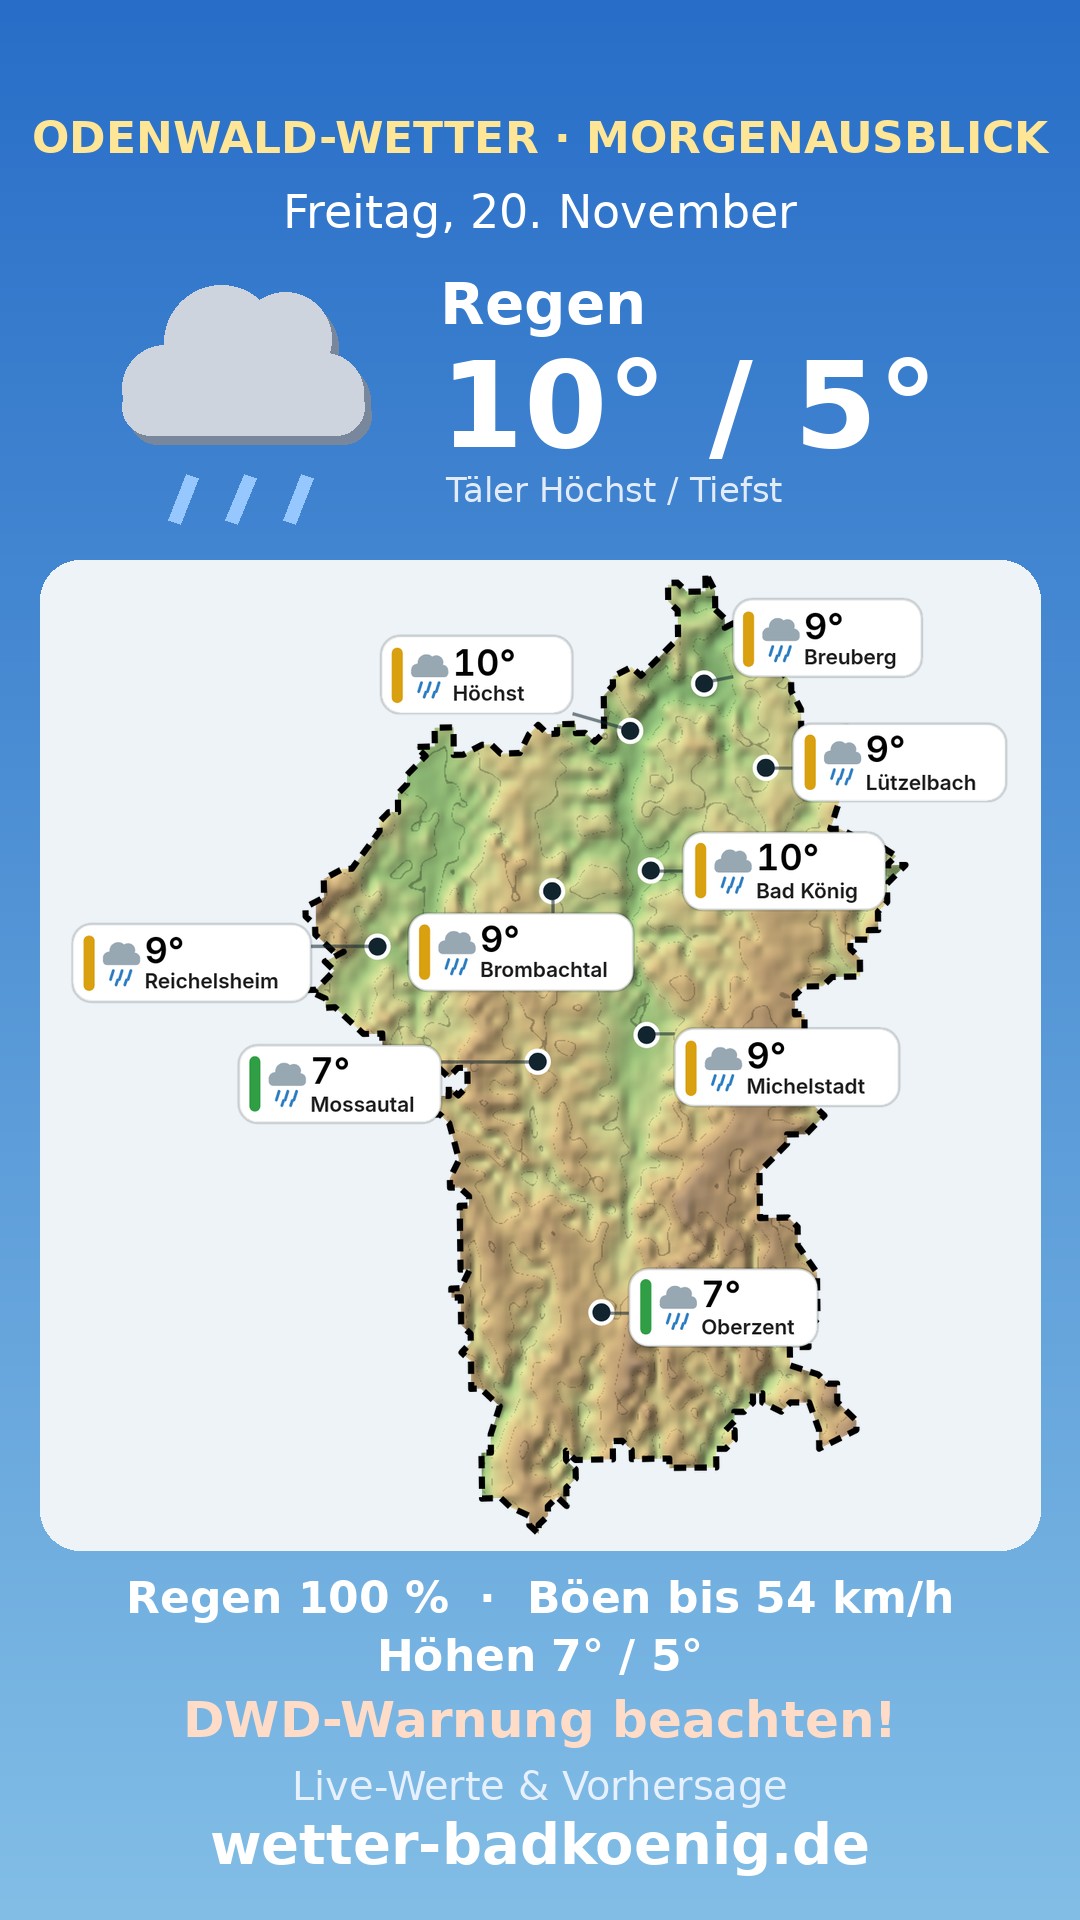 ODENWALD-WETTER · MORGENAUSBLICK
Freitag, 20. November
Regen
10° / 5°
Täler Höchst / Tiefst
9°
Breuberg
10°
Höchst
9°
Lützelbach
10°
Bad König
9°
Reichelsheim
9°
Brombachtal
9°
Michelstadt
7°
Mossautal
7°
Oberzent
Regen 100 % · Böen bis 54 km/h
Höhen 7° / 5°
DWD-Warnung beachten!
Live-Werte & Vorhersage
wetter-badkoenig.de